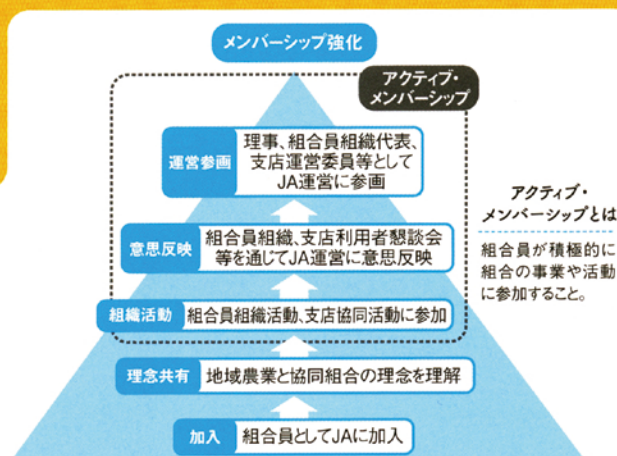 メンバーシップ強化
アクティブ・
メンバーシップ
運営参画
理事、組合員組織代表、
支店運営委員等として
JA運営に参画
意思反映
組合員組織、支店利用者懇談会
等を通じてJA運営に意思反映
組織活動
組合員組織活動、支店協同活動に参加
理念共有
地域農業と協同組合の理念を理解
加入
組合員としてJAに加入
アクティブ・
メンバーシップとは
組合員が積極的に
組合の事業や活動
に参加すること。